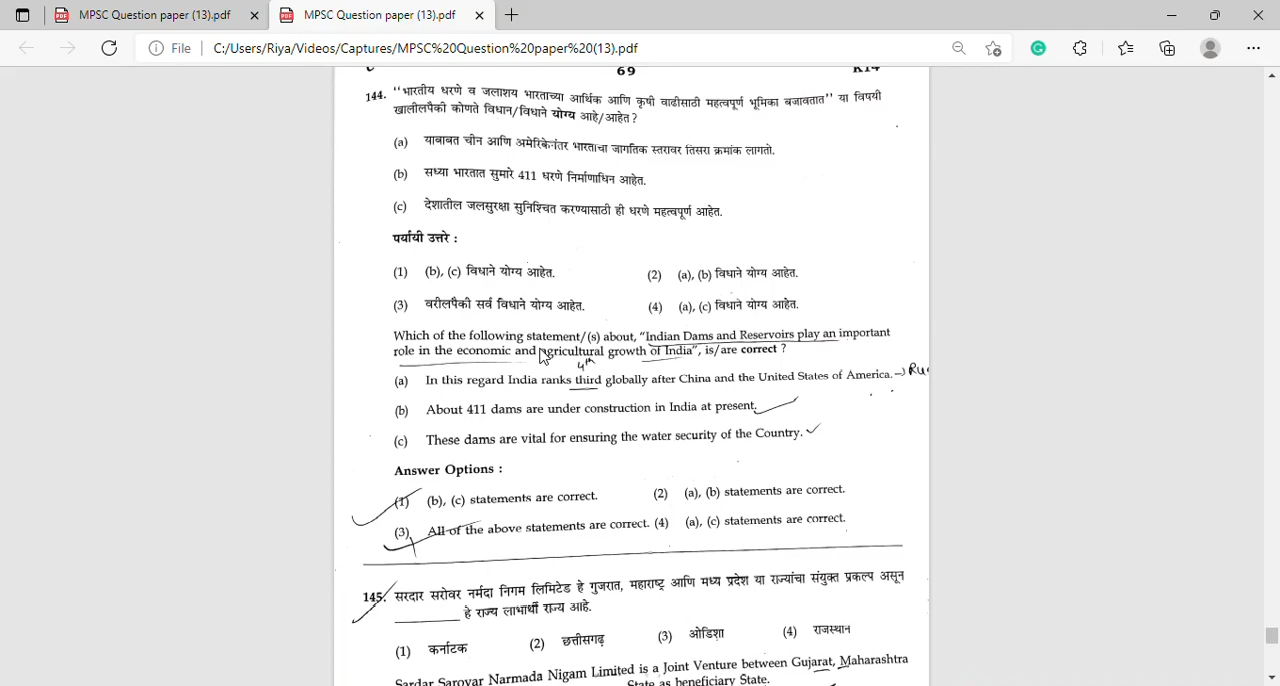 MPSC Question paper (13).pdf
MPSC Question paper (13).pdf
File
C:/Users/Riya/Videos/Captures/MPSC%20Question%20paper%20(13).pdf
69
K14
144. "भारतीय धरणे व जलाशय भारताच्या आर्थिक आणि कृषी वाढीसाठी महत्वपूर्ण भूमिका बजावतात" या विषयी
खालीलपैकी कोणते विधान/विधाने योग्य आहे/आहेत ?
(a) याबाबत चीन आणि अमेरिकेनंतर भारताचा जागतिक स्तरावर तिसरा क्रमांक लागतो.
(b) सध्या भारतात सुमारे 411 धरणे निर्माणाधिन आहेत.
(c) देशातील जलसुरक्षा सुनिश्चित करण्यासाठी ही धरणे महत्वपूर्ण आहेत.
पर्यायी उत्तरे :
(1) (b), (c) विधाने योग्य आहेत. (2) (a), (b) विधाने योग्य आहेत.
(3) वरीलपैकी सर्व विधाने योग्य आहेत. (4) (a), (c) विधाने योग्य आहेत.
Which of the following statement/(s) about, "Indian Dams and Reservoirs play an important
role in the economic and agricultural growth of India", is/are correct ?
4th
(a) In this regard India ranks third globally after China and the United States of America. → Ru
(b) About 411 dams are under construction in India at present.
(c) These dams are vital for ensuring the water security of the Country.
Answer Options :
(1) (b), (c) statements are correct. (2) (a), (b) statements are correct.
(3) All of the above statements are correct. (4) (a), (c) statements are correct.
145. सरदार सरोवर नर्मदा निगम लिमिटेड हे गुजरात, महाराष्ट्र आणि मध्य प्रदेश या राज्यांचा संयुक्त प्रकल्प असून
________ हे राज्य लाभार्थी राज्य आहे.
(1) कर्नाटक (2) छत्तीसगढ़ (3) ओडिशा (4) राजस्थान
Sardar Sarovar Narmada Nigam Limited is a Joint Venture between Gujarat, Maharashtra
State as beneficiary State.